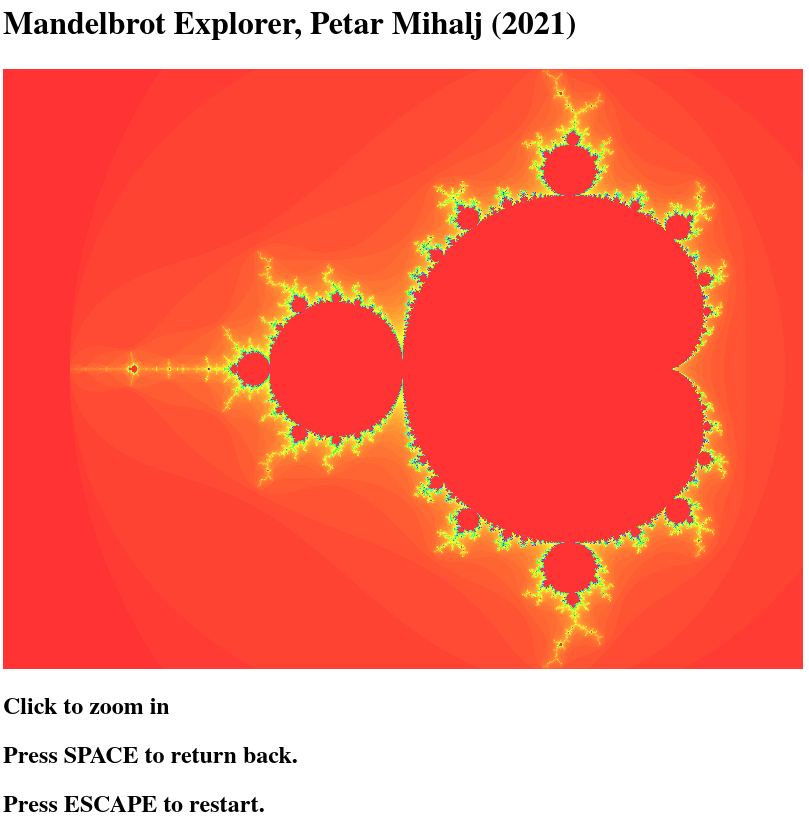 Mandelbrot Explorer, Petar Mihalj (2021)
Click to zoom in
Press SPACE to return back.
Press ESCAPE to restart.